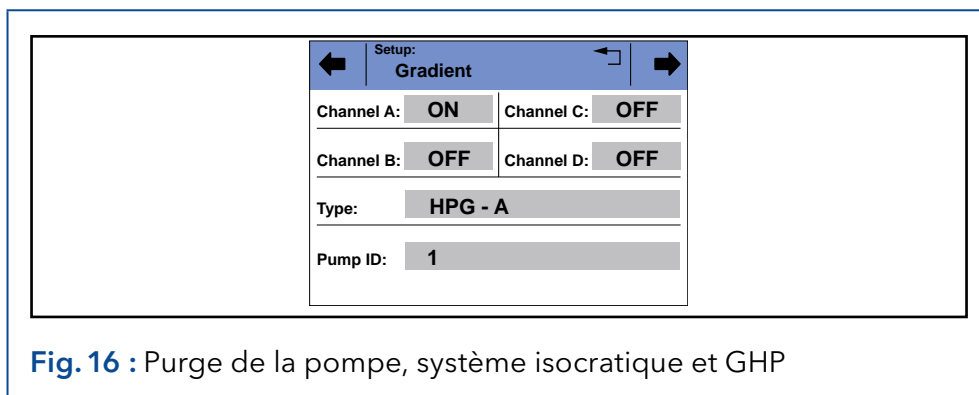 Setup:
Gradient
Channel A: ON Channel C: OFF
Channel B: OFF Channel D: OFF
Type: HPG - A
Pump ID: 1
Fig. 16 : Purge de la pompe, système isocratique et GHP